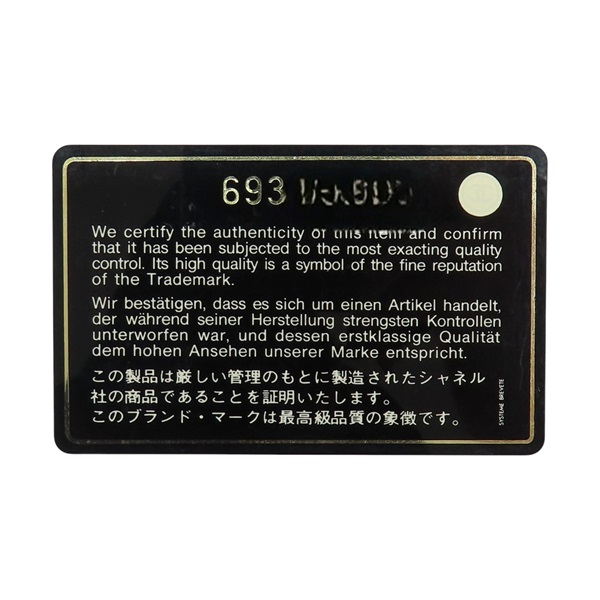 693
We certify the authenticity of this item and confirm
that it has been subjected to the most exacting quality
control. Its high quality is a symbol of the fine reputation
of the Trademark.
Wir bestätigen, dass es sich um einen Artikel handelt,
der während seiner Herstellung strengsten Kontrollen
unterworfen war, und dessen erstklassige Qualität
dem hohen Ansehen unserer Marke entspricht.
この製品は厳しい管理のもとに製造されたシャネル
社の商品であることを証明いたします。
このブランド・マークは最高級品質の象徴です。